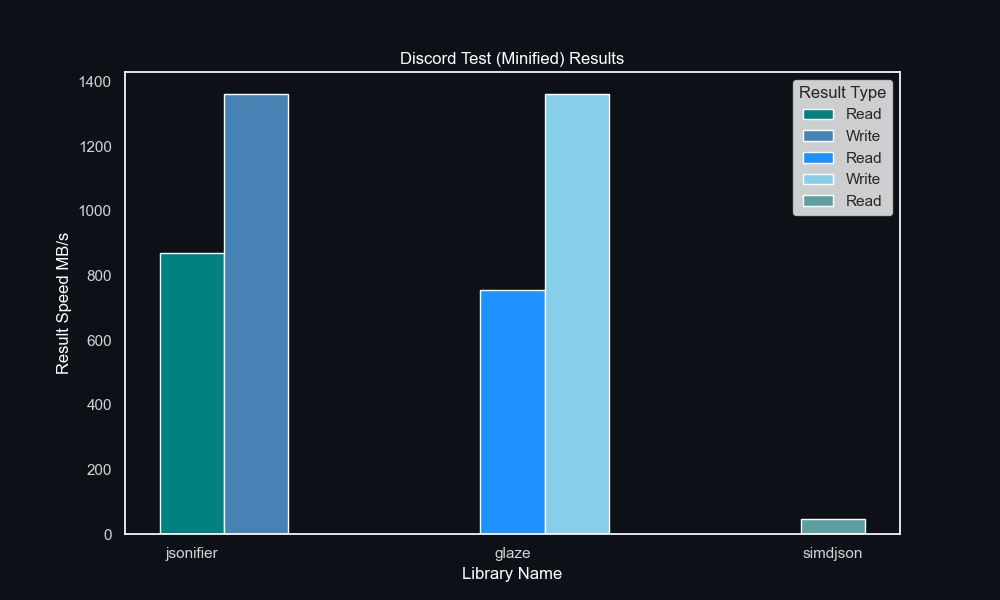 Discord Test (Minified) Results
1400
1200
1000
800
600
400
200
0
Result Speed MB/s
Result Type
Read
Write
Read
Write
Read
jsonifier
glaze
simdjson
Library Name